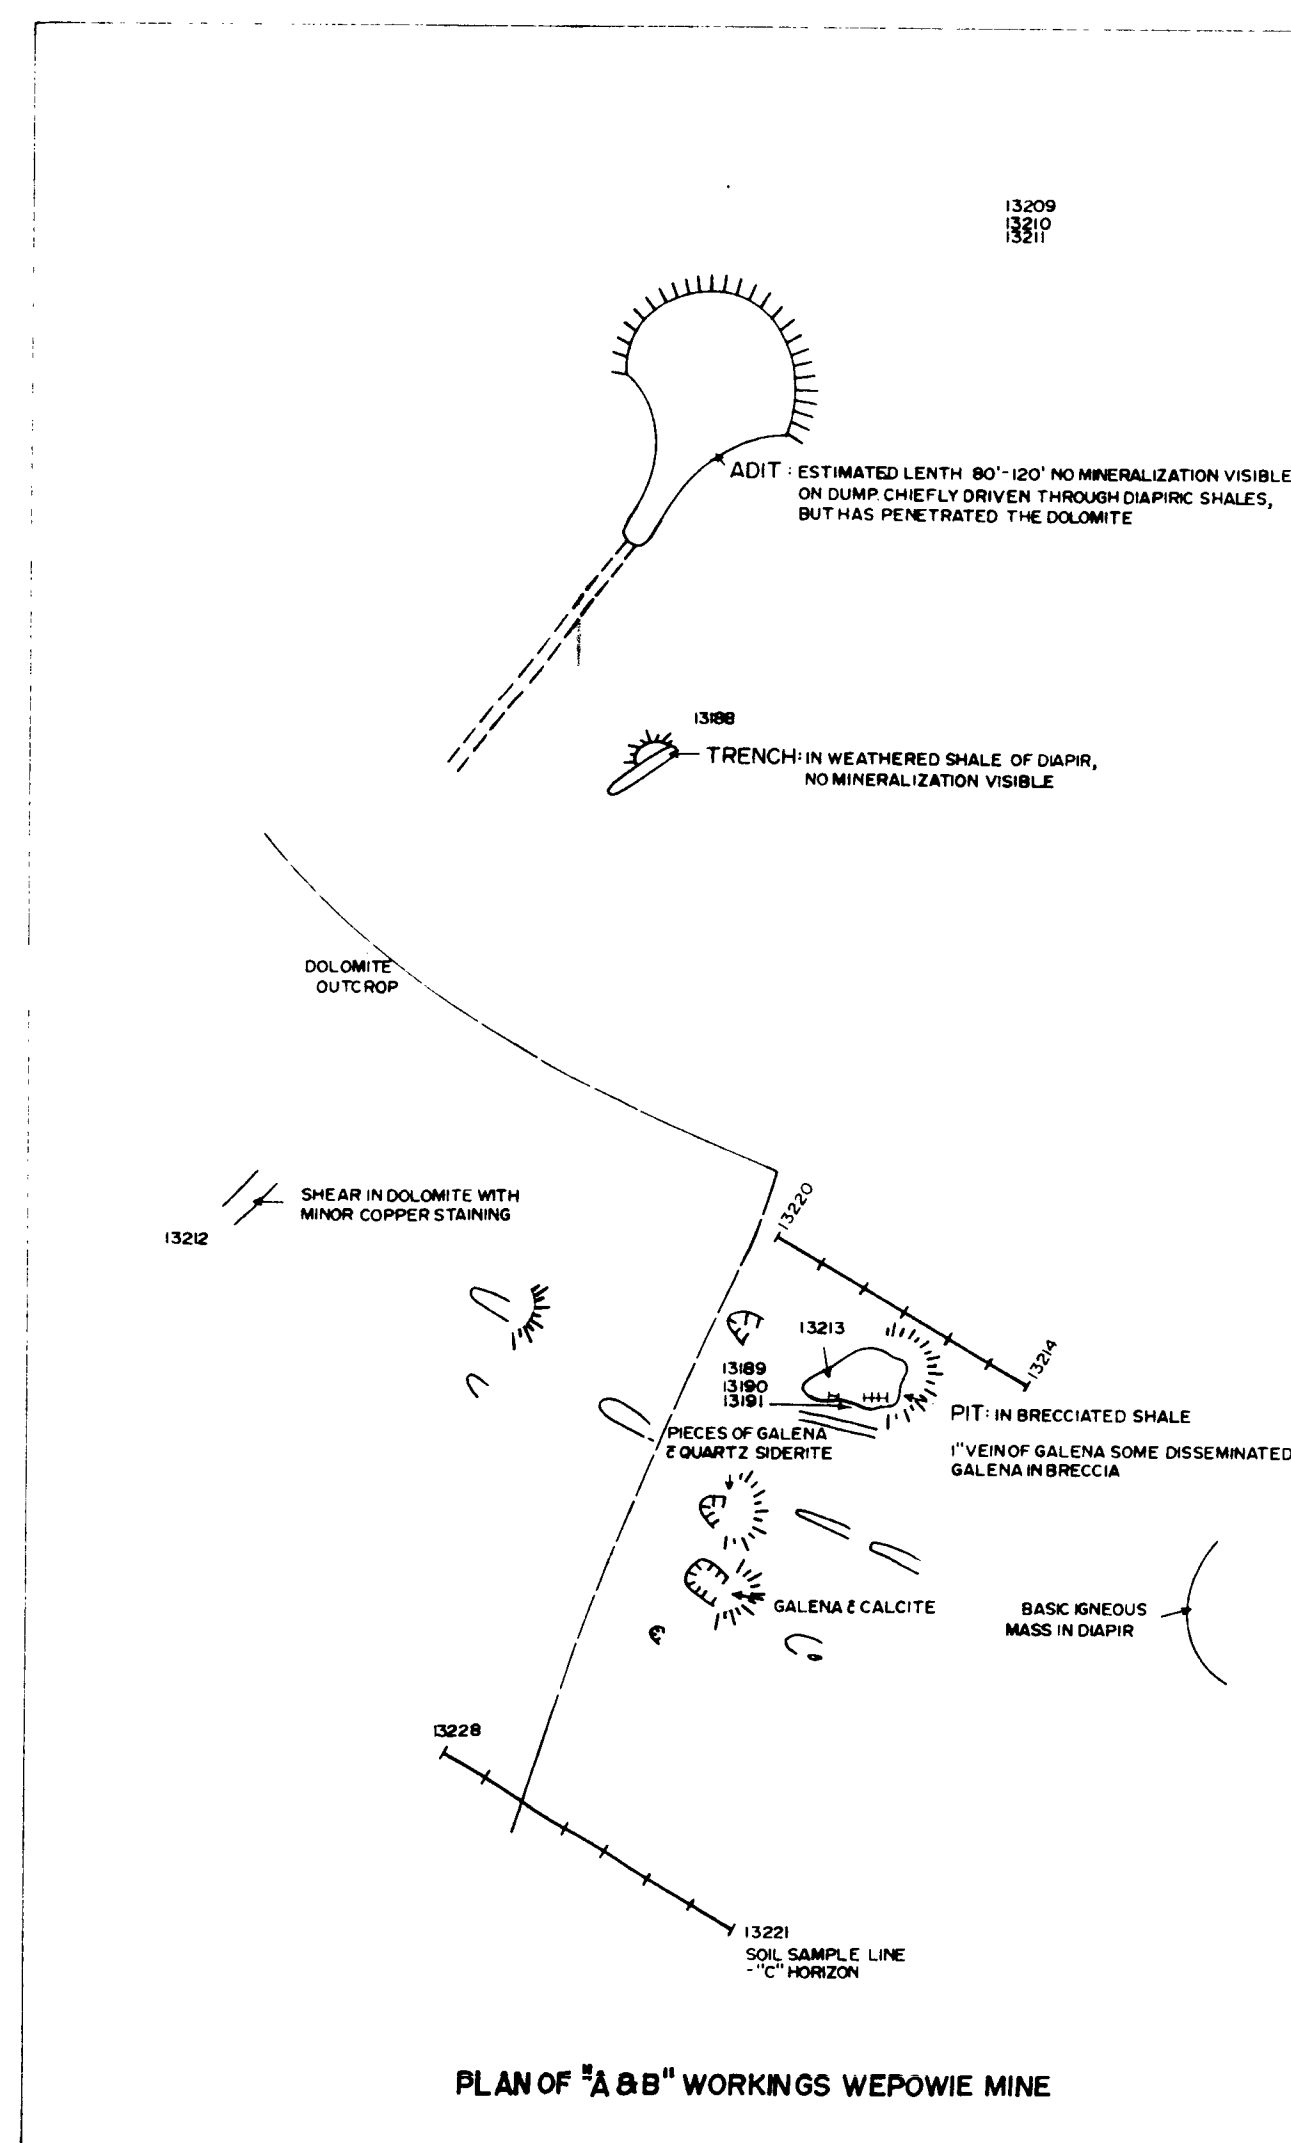 13209
13210
13211
ADIT : ESTIMATED LENTH 80'-120' NO MINERALIZATION VISIBLE
ON DUMP. CHIEFLY DRIVEN THROUGH DIAPIRIC SHALES,
BUT HAS PENETRATED THE DOLOMITE
13188
TRENCH: IN WEATHERED SHALE OF DIAPIR,
NO MINERALIZATION VISIBLE
DOLOMITE
OUTCROP
SHEAR IN DOLOMITE WITH
MINOR COPPER STAINING
13212
13220
13213
13214
13189
13190
13191
PIT: IN BRECCIATED SHALE
1" VEIN OF GALENA SOME DISSEMINATED
GALENA IN BRECCIA
PIECES OF GALENA
c̄ QUARTZ SIDERITE
GALENA c̄ CALCITE
BASIC IGNEOUS
MASS IN DIAPIR
13228
13221
SOIL SAMPLE LINE
-"C" HORIZON
PLAN OF "A & B" WORKINGS WEPOWIE MINE